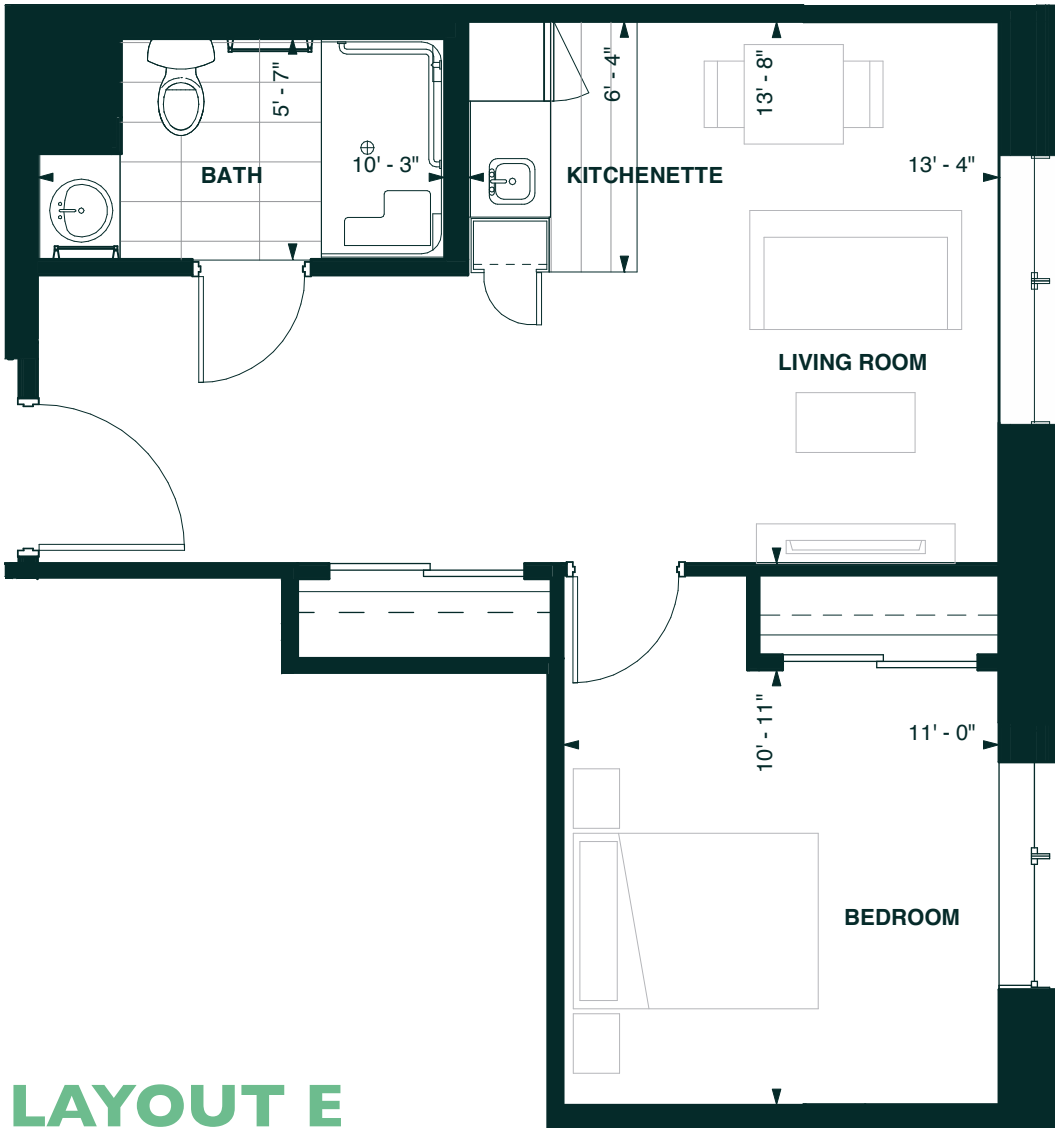 5' - 7"
6' - 4"
13' - 8"
BATH
10' - 3"
KITCHENETTE
13' - 4"
LIVING ROOM
10' - 11"
11' - 0"
BEDROOM
LAYOUT E